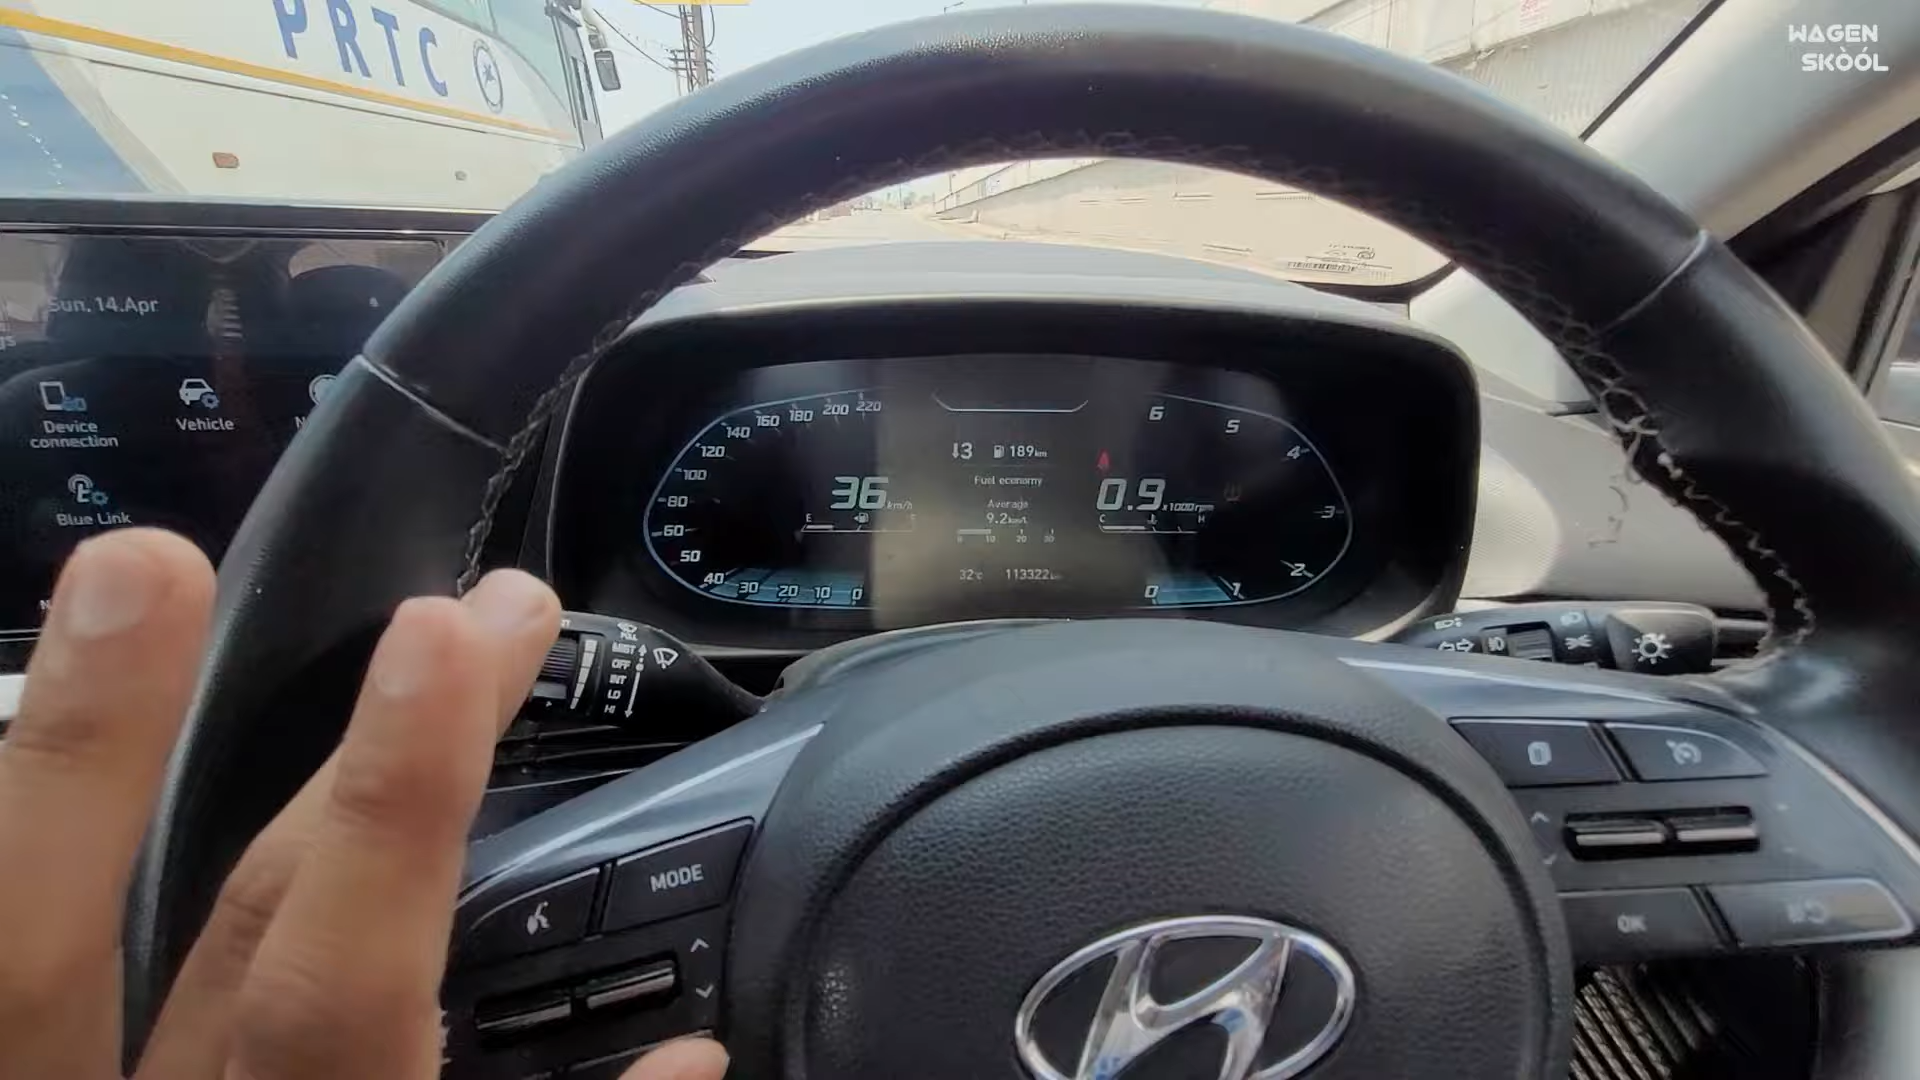 PRTC
WAGEN
SKÒÓL
Sun, 14.Apr
gs
Device
connection
Vehicle
N
Blue Link
N
220
200
180
160
140
120
100
80
60
50
40
30
20
10
0
36 km/h
E
↓3
189km
Fuel economy
Average
9.2km/L
0 10 20 30
32°C
113322km
0.9 x1000rpm
C H
6
5
4
3
2
1
0
PULL
MIST
OFF
INT
LO
HI
MODE
OK